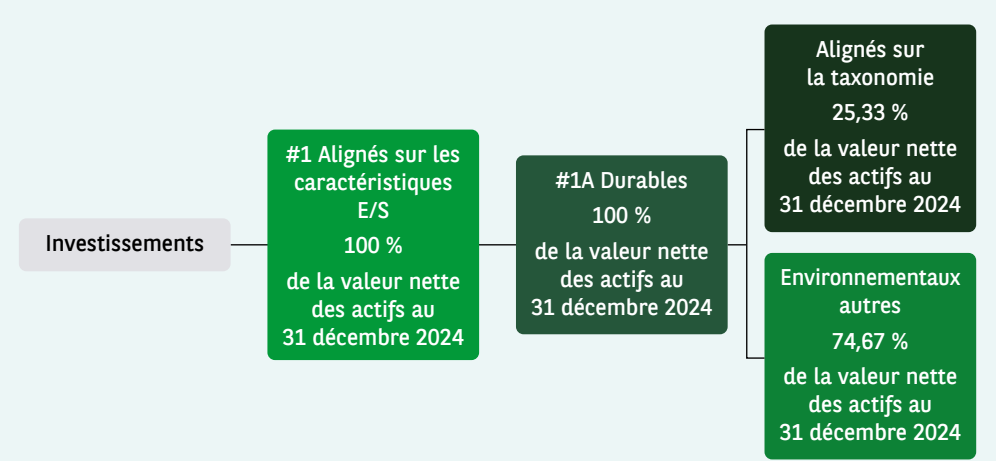 Investissements
#1 Alignés sur les
caractéristiques
E/S
100 %
de la valeur nette
des actifs au
31 décembre 2024
#1A Durables
100 %
de la valeur nette
des actifs au
31 décembre 2024
Alignés sur
la taxonomie
25,33 %
de la valeur nette
des actifs au
31 décembre 2024
Environnementaux
autres
74,67 %
de la valeur nette
des actifs au
31 décembre 2024